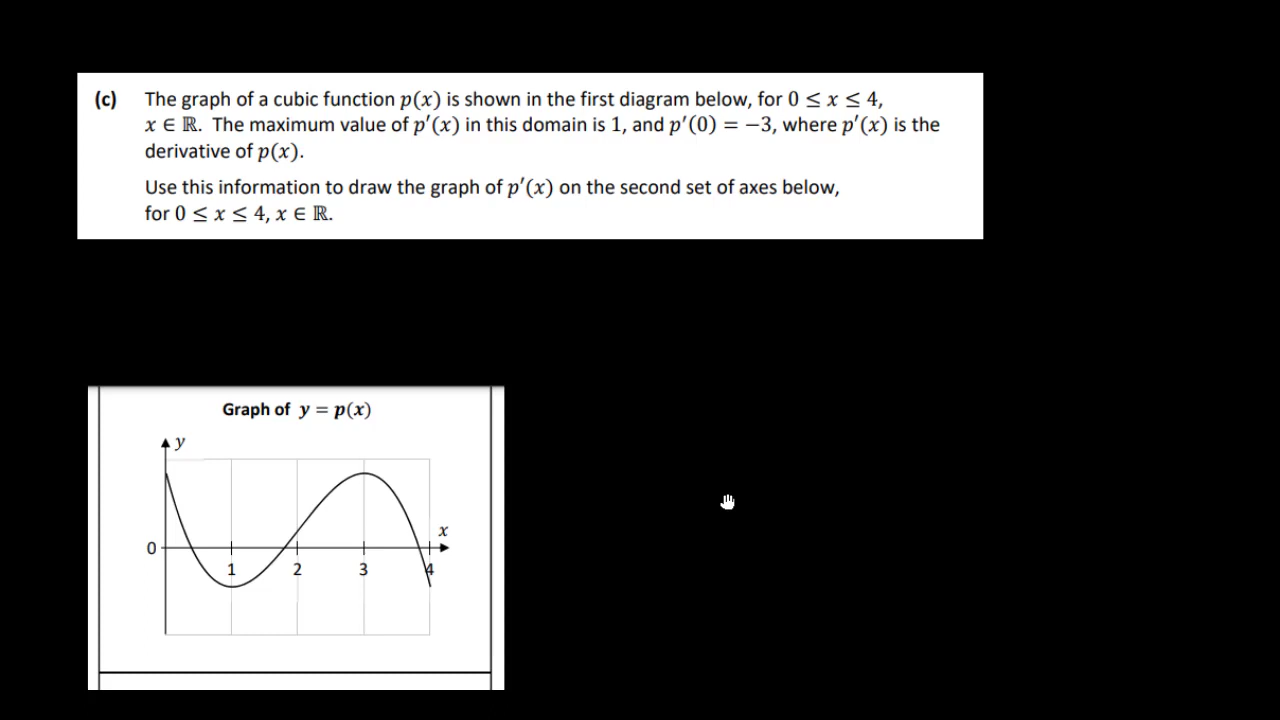 (c) The graph of a cubic function p(x) is shown in the first diagram below, for 0 ≤ x ≤ 4,
x ∈ ℝ. The maximum value of p′(x) in this domain is 1, and p′(0) = −3, where p′(x) is the
derivative of p(x).
Use this information to draw the graph of p′(x) on the second set of axes below,
for 0 ≤ x ≤ 4, x ∈ ℝ.
Graph of y = p(x)
y
x
0
1 2 3 4